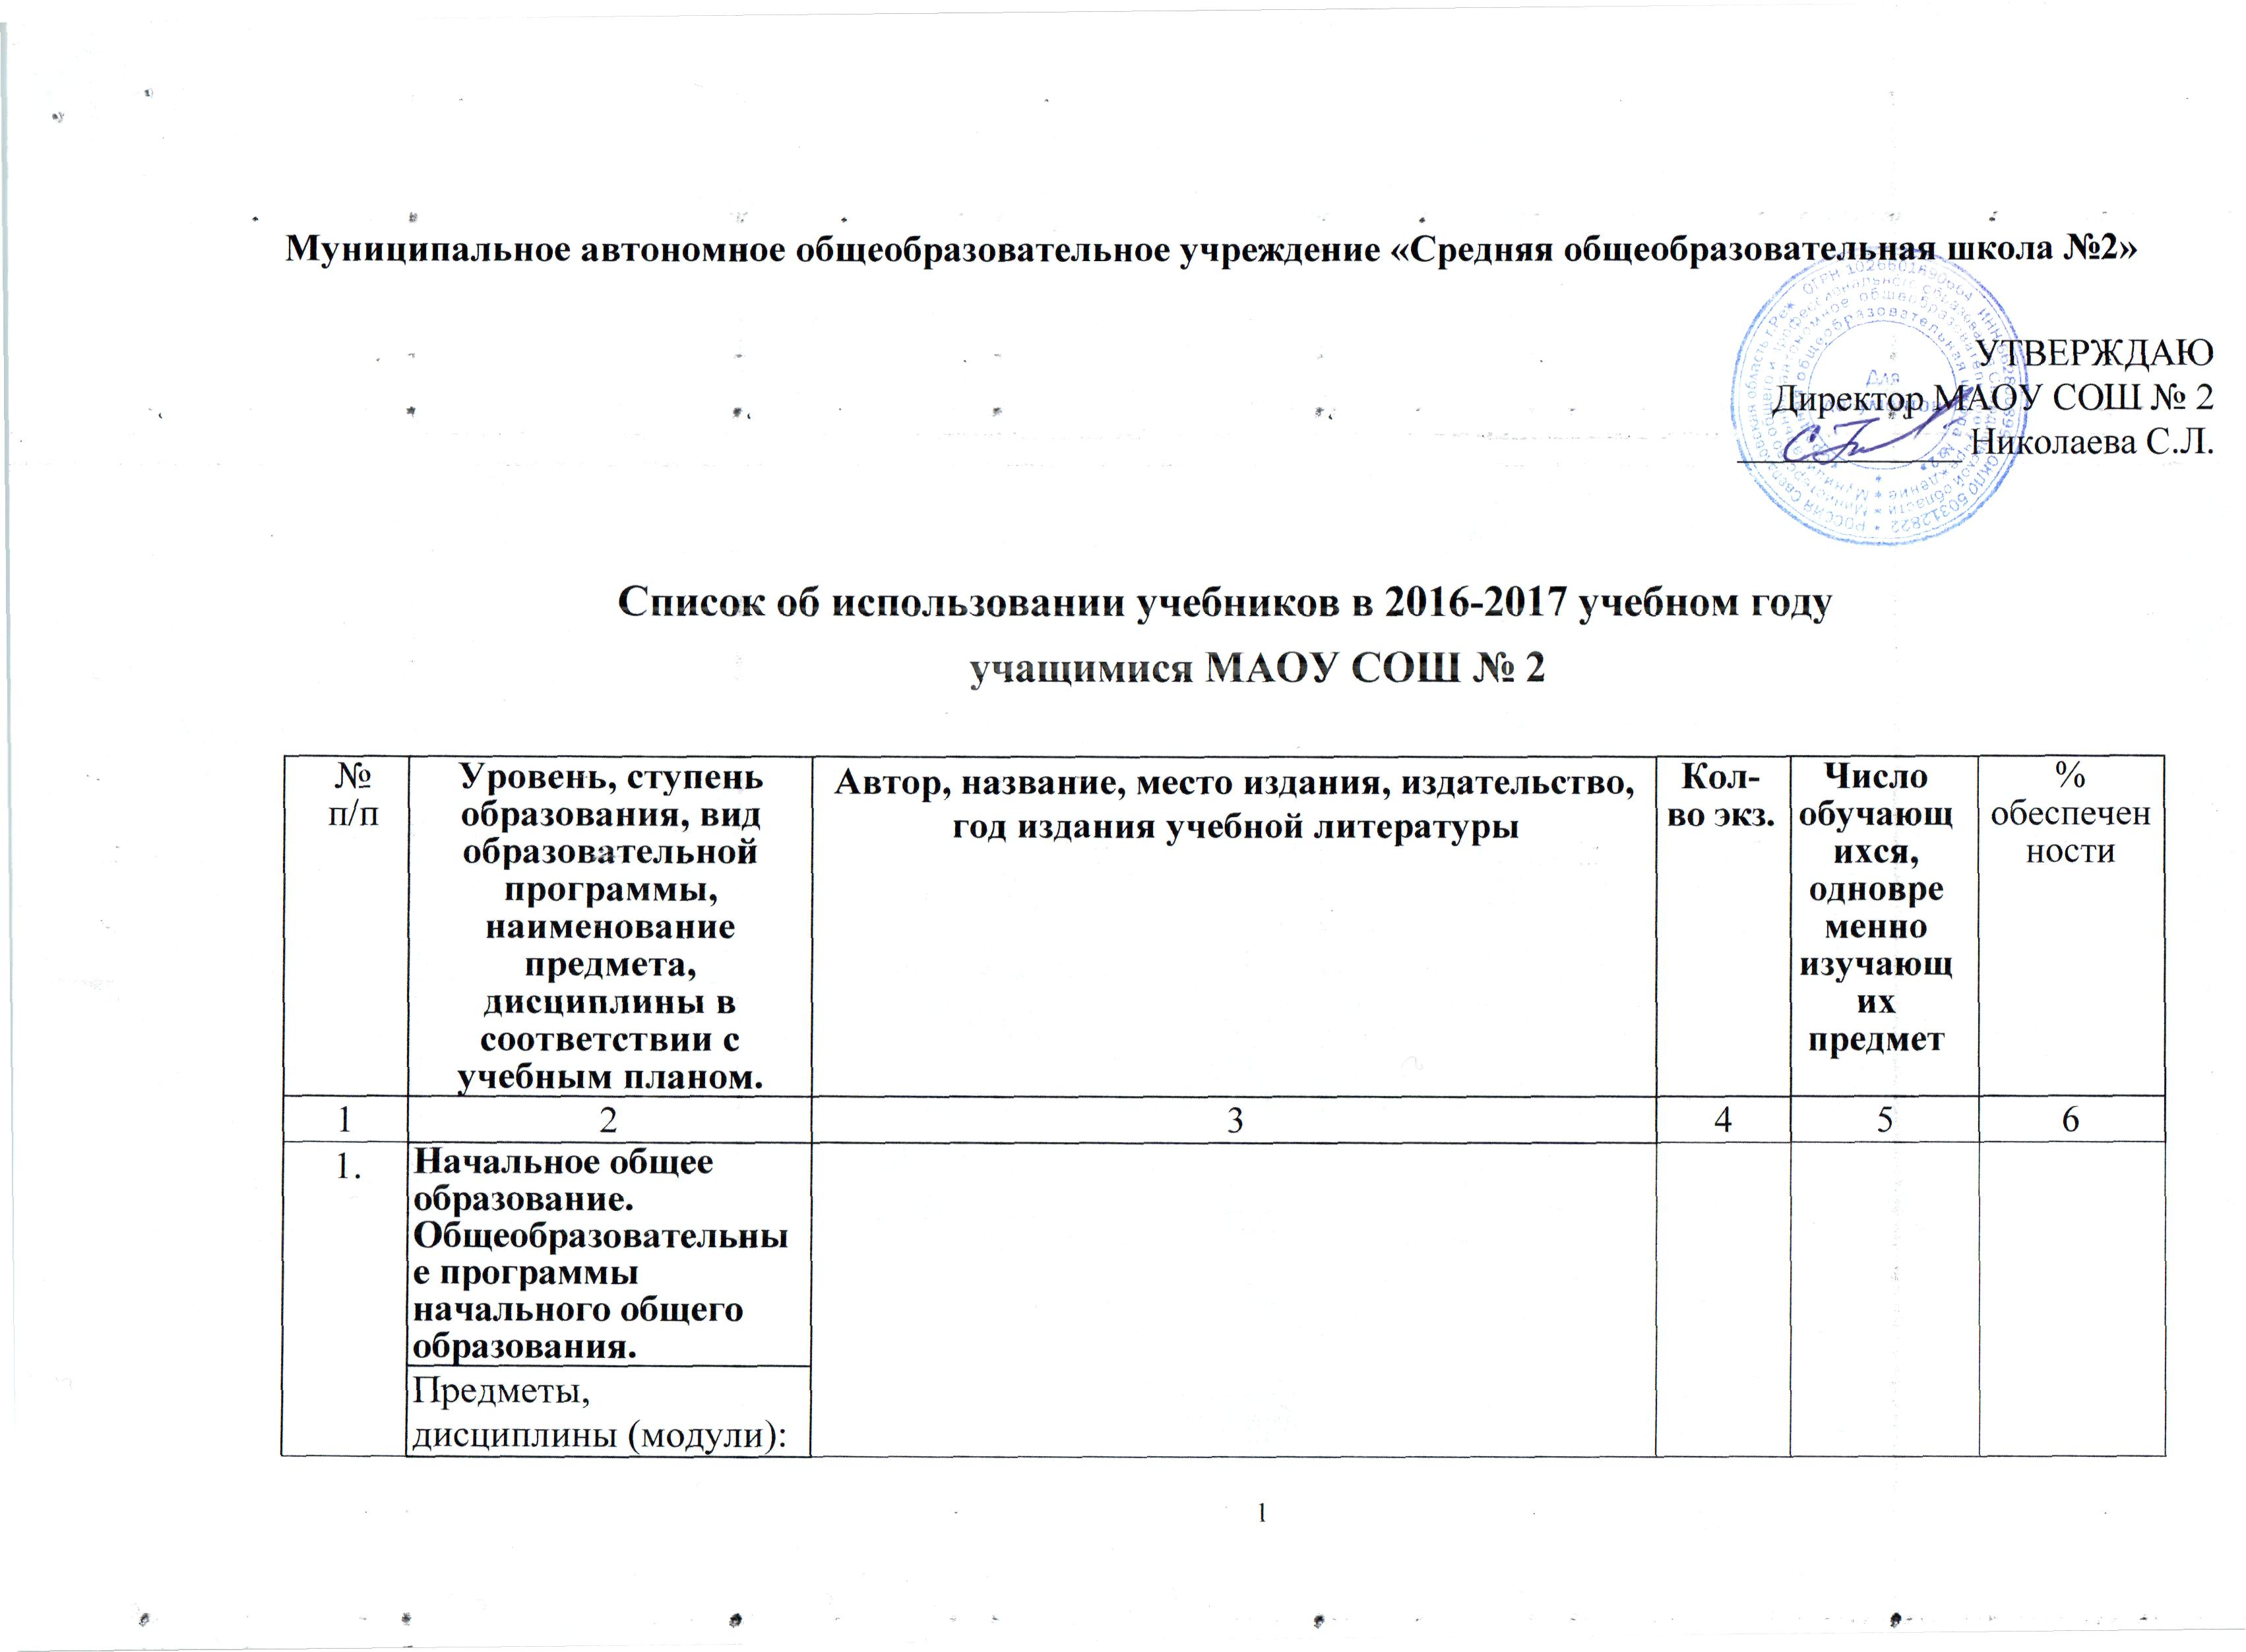 Муниципальное автономное общеобразовательное учреждение «Средняя общеобразовательная школа №2»
УТВЕРЖДАЮ
Директор МАОУ СОШ № 2
Николаева С.Л.
Для
Список об использовании учебников в 2016-2017 учебном году
учащимися МАОУ СОШ № 2
№
п/п
Уровень, ступень
образования, вид
образовательной
программы,
наименование
предмета,
дисциплины в
соответствии с
учебным планом.
Автор, название, место издания, издательство,
год издания учебной литературы
Кол-
во экз.
Число
обучающ
ихся,
одновре
менно
изучающ
их
предмет
%
обеспечен
ности
1 2 3 4 5 6
1.
Начальное общее
образование.
Общеобразовательны
е программы
начального общего
образования.
Предметы,
дисциплины (модули):
1